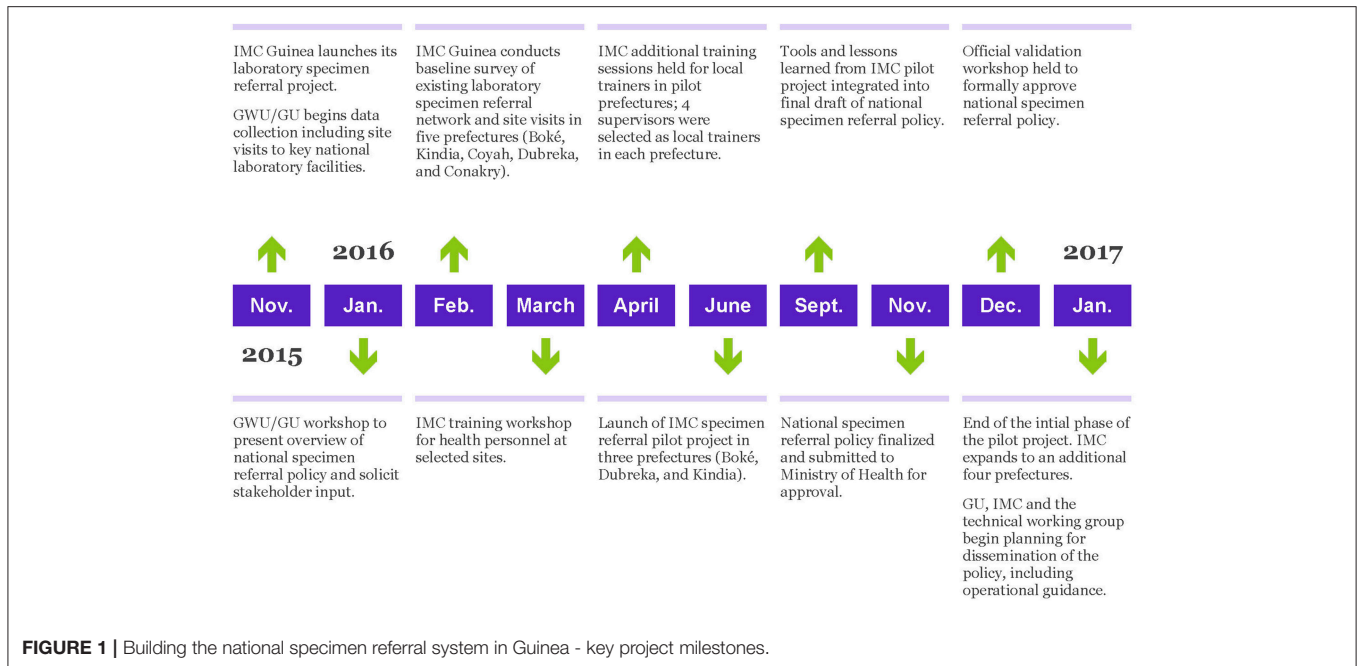 IMC Guinea launches its
laboratory specimen
referral project.
GWU/GU begins data
collection including site
visits to key national
laboratory facilities.
IMC Guinea conducts
baseline survey of
existing laboratory
specimen referral
network and site visits in
five prefectures (Boké,
Kindia, Coyah, Dubreka,
and Conakry).
IMC additional training
sessions held for local
trainers in pilot
prefectures; 4
supervisors were
selected as local trainers
in each prefecture.
Tools and lessons
learned from IMC pilot
project integrated into
final draft of national
specimen referral policy.
Official validation
workshop held to
formally approve
national specimen
referral policy.
2016
2017
Nov.
Jan.
Feb.
March
April
June
Sept.
Nov.
Dec.
Jan.
2015
GWU/GU workshop to
present overview of
national specimen
referral policy and solicit
stakeholder input.
IMC training workshop
for health personnel at
selected sites.
Launch of IMC specimen
referral pilot project in
three prefectures (Boké,
Dubreka, and Kindia).
National specimen
referral policy finalized
and submitted to
Ministry of Health for
approval.
End of the intial phase of
the pilot project. IMC
expands to an additional
four prefectures.
GU, IMC and the
technical working group
begin planning for
dissemination of the
policy, including
operational guidance.
FIGURE 1 | Building the national specimen referral system in Guinea - key project milestones.